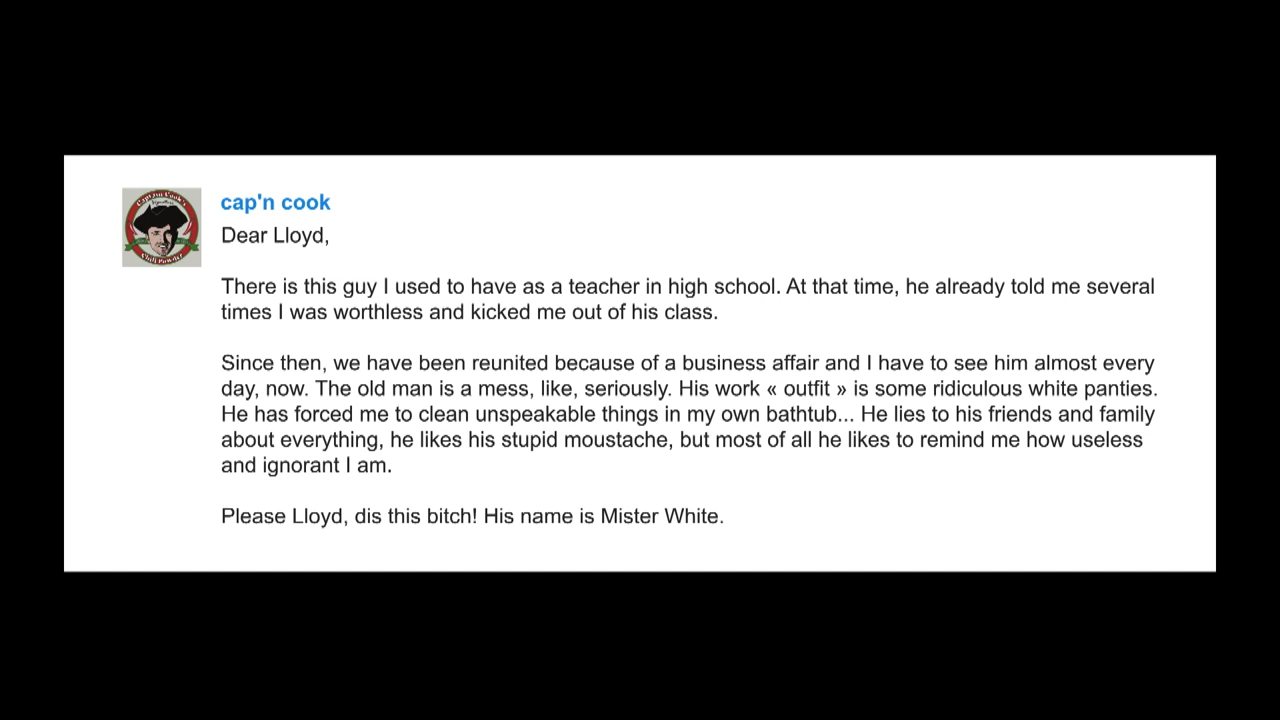 Captain Cook's
Chili Powder
cap'n cook
Dear Lloyd,
There is this guy I used to have as a teacher in high school. At that time, he already told me several
times I was worthless and kicked me out of his class.
Since then, we have been reunited because of a business affair and I have to see him almost every
day, now. The old man is a mess, like, seriously. His work « outfit » is some ridiculous white panties.
He has forced me to clean unspeakable things in my own bathtub... He lies to his friends and family
about everything, he likes his stupid moustache, but most of all he likes to remind me how useless
and ignorant I am.
Please Lloyd, dis this bitch! His name is Mister White.